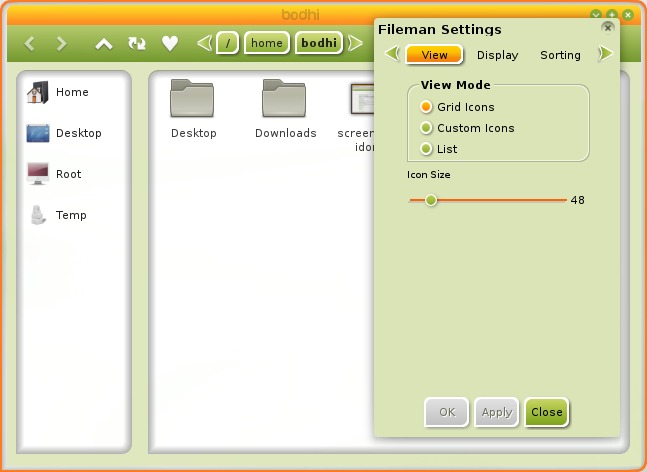 bodhi
/ home bodhi
Home
Desktop
Root
Temp
Desktop
Downloads
screen
Fileman Settings
View Display Sorting
View Mode
Grid Icons
Custom Icons
List
Icon Size
48
OK Apply Close